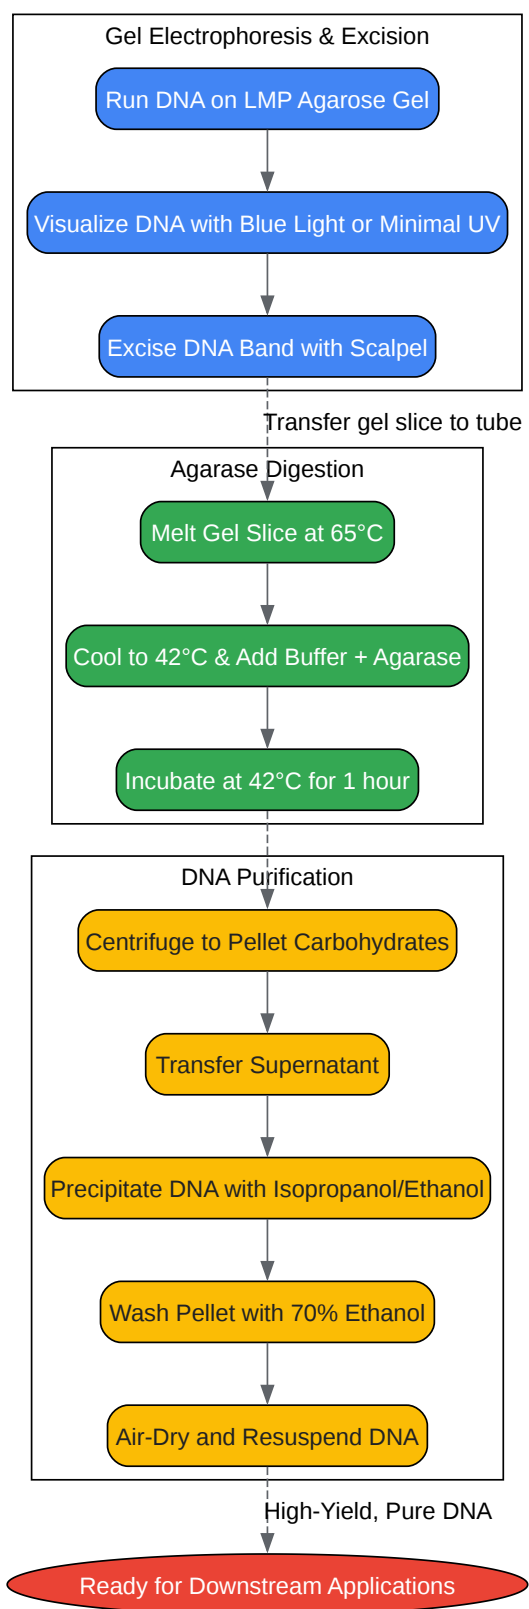 Gel Electrophoresis & Excision
Run DNA on LMP Agarose Gel
Visualize DNA with Blue Light or Minimal UV
Excise DNA Band with Scalpel
Transfer gel slice to tube
Agarase Digestion
Melt Gel Slice at 65°C
Cool to 42°C & Add Buffer + Agarase
Incubate at 42°C for 1 hour
DNA Purification
Centrifuge to Pellet Carbohydrates
Transfer Supernatant
Precipitate DNA with Isopropanol/Ethanol
Wash Pellet with 70% Ethanol
Air-Dry and Resuspend DNA
High-Yield, Pure DNA
Ready for Downstream Applications